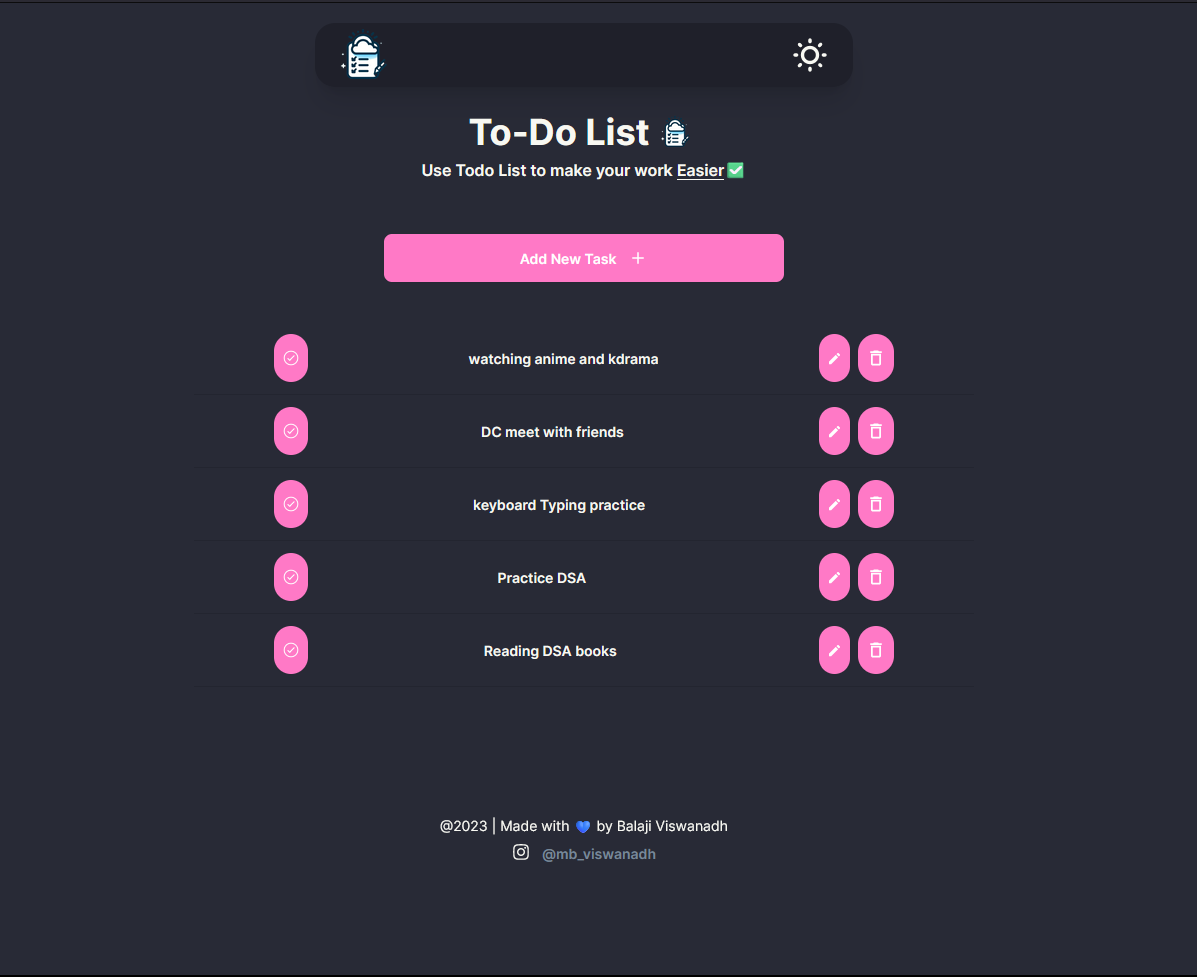 To-Do List
Use Todo List to make your work Easier✅
Add New Task +
watching anime and kdrama
DC meet with friends
keyboard Typing practice
Practice DSA
Reading DSA books
@2023 | Made with 💙 by Balaji Viswanadh
@mb_viswanadh